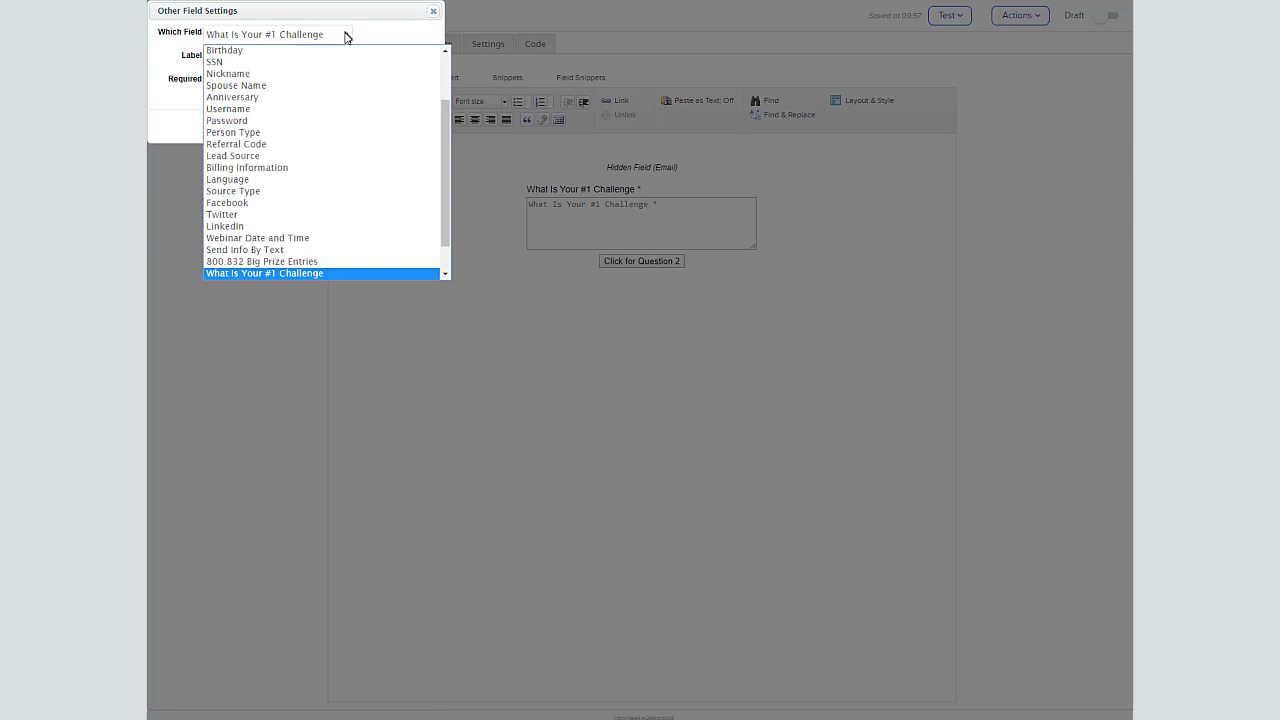 Other Field Settings
Saved at 09:57
Test
Actions
Draft
Which Field
What Is Your #1 Challenge
Settings
Code
Label
Required
Birthday
SSN
Nickname
Spouse Name
Anniversary
Username
Password
Person Type
Referral Code
Lead Source
Billing Information
Language
Source Type
Facebook
Twitter
LinkedIn
Webinar Date and Time
Send Info By Text
800.832 Big Prize Entries
What Is Your #1 Challenge
Snippets
Field Snippets
Font size
Link
Unlink
Paste as Text: Off
Find
Find & Replace
Layout & Style
Hidden Field (Email)
What Is Your #1 Challenge *
What Is Your #1 Challenge *
Click for Question 2